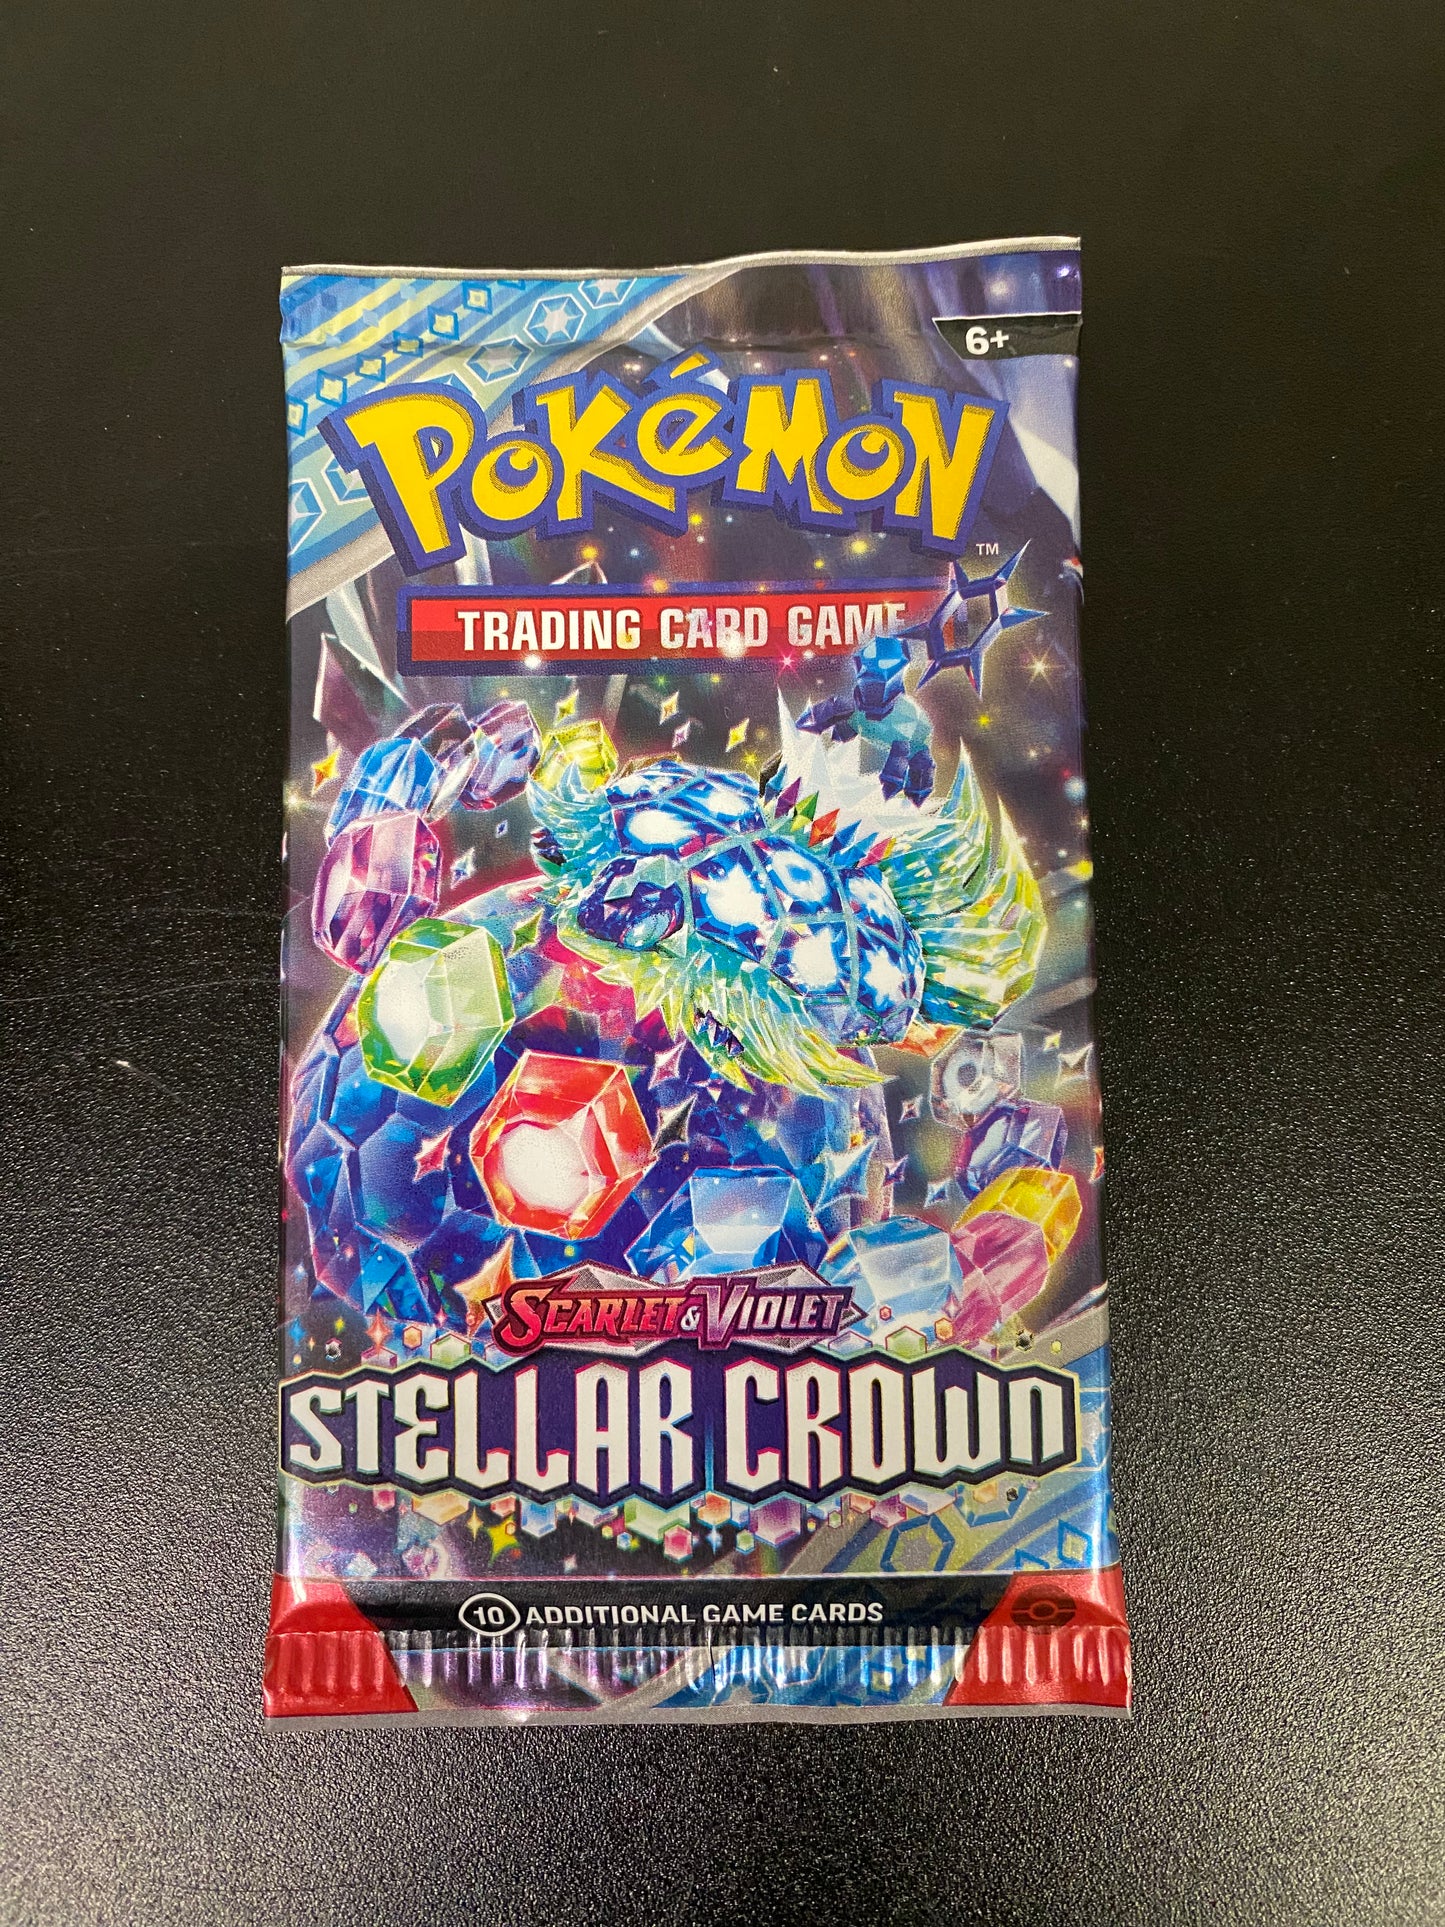 6+
POKÉMON
™
TRADING CARD GAME
SCARLET & VIOLET
STELLAR CROWN
10 ADDITIONAL GAME CARDS